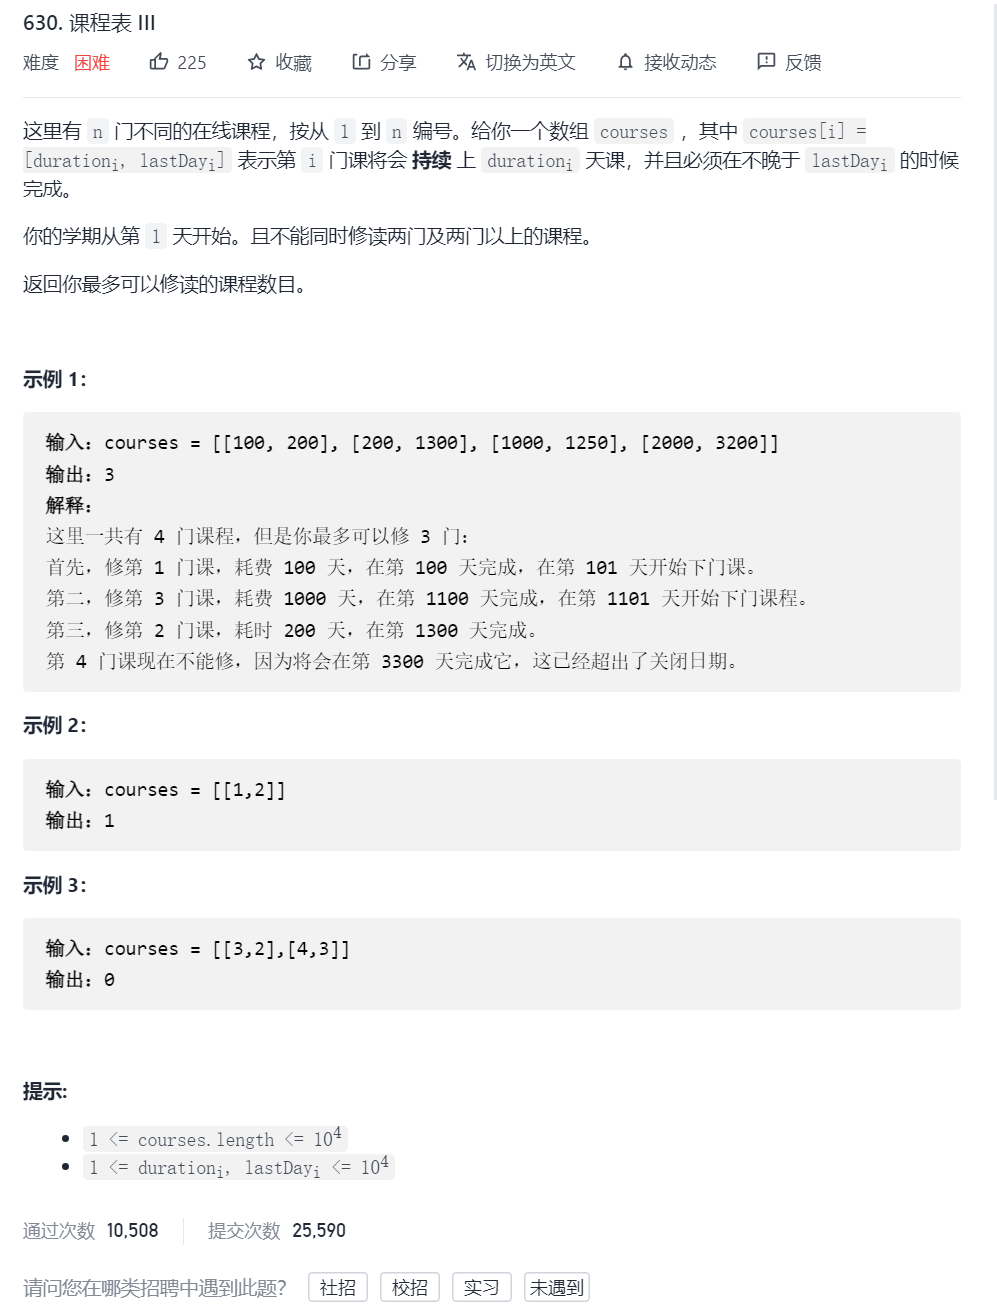 630. 课程表 III
难度 困难 225 收藏 分享 切换为英文 接收动态 反馈
这里有 n 门不同的在线课程，按从 1 到 n 编号。给你一个数组 courses ，其中 courses[i] =
[durationi, lastDayi] 表示第 i 门课将会 持续 上 durationi 天课，并且必须在不晚于 lastDayi 的时候
完成。
你的学期从第 1 天开始。且不能同时修读两门及两门以上的课程。
返回你最多可以修读的课程数目。
示例 1：
输入：courses = [[100, 200], [200, 1300], [1000, 1250], [2000, 3200]]
输出：3
解释：
这里一共有 4 门课程，但是你最多可以修 3 门：
首先，修第 1 门课，耗费 100 天，在第 100 天完成，在第 101 天开始下门课。
第二，修第 3 门课，耗费 1000 天，在第 1100 天完成，在第 1101 天开始下门课程。
第三，修第 2 门课，耗时 200 天，在第 1300 天完成。
第 4 门课现在不能修，因为将会在第 3300 天完成它，这已经超出了关闭日期。
示例 2：
输入：courses = [[1,2]]
输出：1
示例 3：
输入：courses = [[3,2],[4,3]]
输出：0
提示:
1 <= courses.length <= 10^4
1 <= durationi, lastDayi <= 10^4
通过次数 10,508 提交次数 25,590
请问您在哪类招聘中遇到此题？ 社招 校招 实习 未遇到